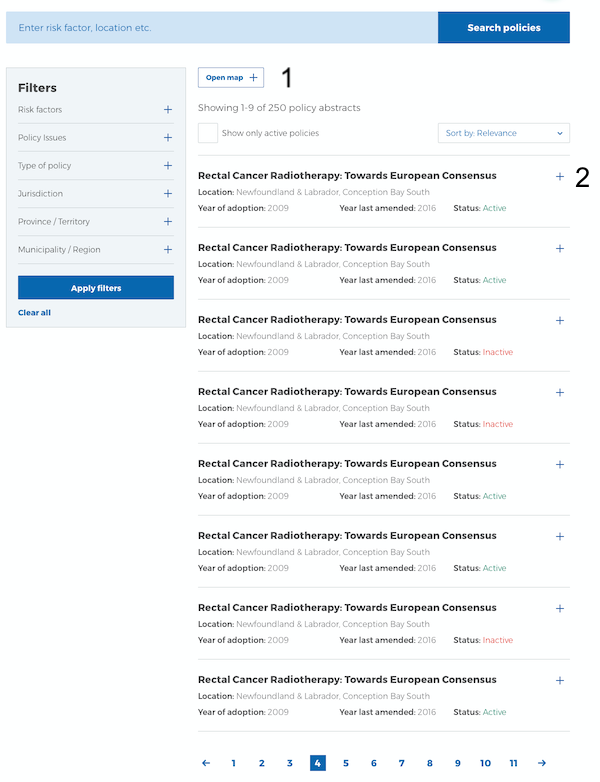 Enter risk factor, location etc.
Search policies
Filters
Risk factors
Policy Issues
Type of policy
Jurisdiction
Province / Territory
Municipality / Region
Apply filters
Clear all
Open map +
1
Showing 1-9 of 250 policy abstracts
Show only active policies
Sort by: Relevance
Rectal Cancer Radiotherapy: Towards European Consensus
2
Location: Newfoundland & Labrador, Conception Bay South
Year of adoption: 2009 Year last amended: 2016 Status: Active
Rectal Cancer Radiotherapy: Towards European Consensus
Location: Newfoundland & Labrador, Conception Bay South
Year of adoption: 2009 Year last amended: 2016 Status: Active
Rectal Cancer Radiotherapy: Towards European Consensus
Location: Newfoundland & Labrador, Conception Bay South
Year of adoption: 2009 Year last amended: 2016 Status: Inactive
Rectal Cancer Radiotherapy: Towards European Consensus
Location: Newfoundland & Labrador, Conception Bay South
Year of adoption: 2009 Year last amended: 2016 Status: Inactive
Rectal Cancer Radiotherapy: Towards European Consensus
Location: Newfoundland & Labrador, Conception Bay South
Year of adoption: 2009 Year last amended: 2016 Status: Active
Rectal Cancer Radiotherapy: Towards European Consensus
Location: Newfoundland & Labrador, Conception Bay South
Year of adoption: 2009 Year last amended: 2016 Status: Active
Rectal Cancer Radiotherapy: Towards European Consensus
Location: Newfoundland & Labrador, Conception Bay South
Year of adoption: 2009 Year last amended: 2016 Status: Inactive
Rectal Cancer Radiotherapy: Towards European Consensus
Location: Newfoundland & Labrador, Conception Bay South
Year of adoption: 2009 Year last amended: 2016 Status: Active
← 1 2 3 4 5 6 7 8 9 10 11 →